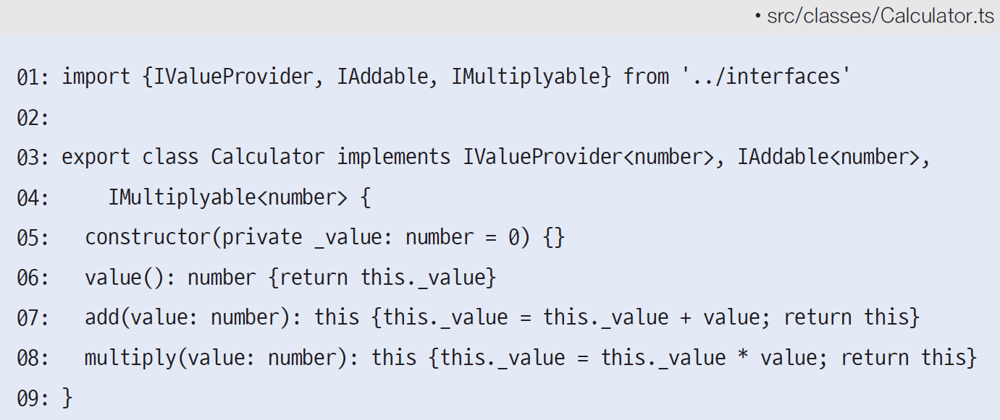 • src/classes/Calculator.ts
01: import {IValueProvider, IAddable, IMultiplyable} from '../interfaces'
02:
03: export class Calculator implements IValueProvider<number>, IAddable<number>,
04:     IMultiplyable<number> {
05:   constructor(private _value: number = 0) {}
06:   value(): number {return this._value}
07:   add(value: number): this {this._value = this._value + value; return this}
08:   multiply(value: number): this {this._value = this._value * value; return this}
09: }